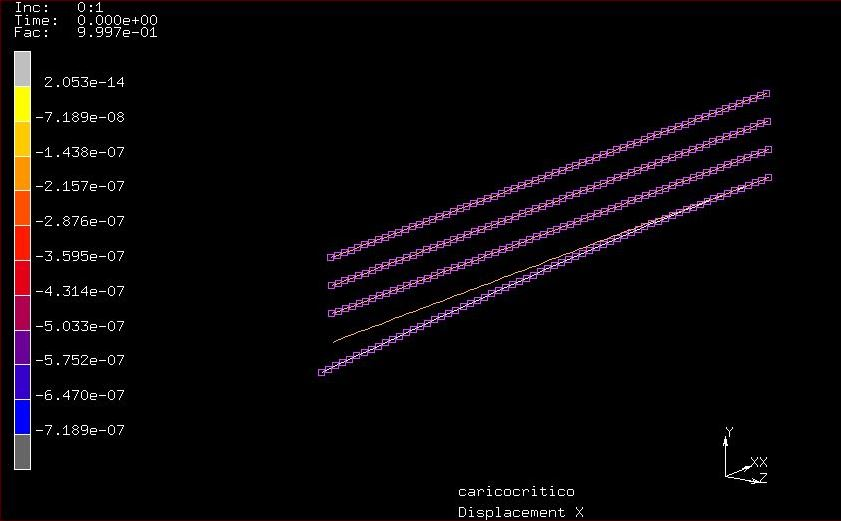 Inc: 0:1
Time: 0.000e+00
Fac: 9.997e-01
2.053e-14
-7.189e-08
-1.438e-07
-2.157e-07
-2.876e-07
-3.595e-07
-4.314e-07
-5.033e-07
-5.752e-07
-6.470e-07
-7.189e-07
Y
XX
Z
caricocritico
Displacement X